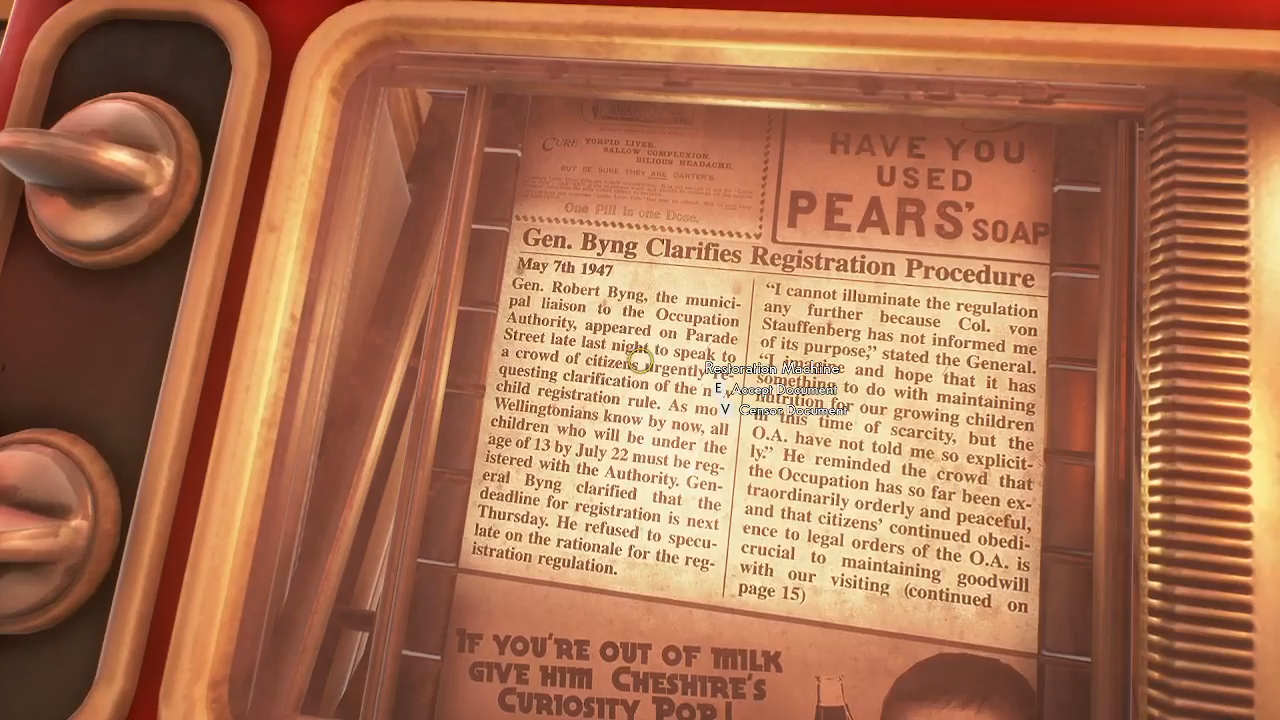 CURE TORPID LIVER,
SALLOW COMPLEXION,
BILIOUS HEADACHE,
BUT BE SURE THEY ARE CARTER'S
One Pill is one Dose,
HAVE YOU
USED
PEARS' SOAP
Gen. Byng Clarifies Registration Procedure
May 7th 1947
Gen. Robert Byng, the munici-
pal liaison to the Occupation
Authority, appeared on Parade
Street late last night to speak to
a crowd of citizens urgently
questing clarification of the
child registration rule. As
Wellingtonians know by now, all
children who will be under the
age of 13 by July 22 must be reg-
istered with the Authority. Gen-
eral Byng clarified that the
deadline for registration is next
Thursday. He refused to specu-
late on the rationale for the reg-
istration regulation.
"I cannot illuminate the regulation
any further because Col. von
Stauffenberg has not informed me
of its purpose," stated the General.
"I imagine and hope that it has
something to do with maintaining
nutrition for our growing children
in this time of scarcity, but the
O.A. have not told me so explicit-
ly." He reminded the crowd that
the Occupation has so far been ex-
traordinarily orderly and peaceful,
and that citizens' continued obedi-
ence to legal orders of the O.A. is
crucial to maintaining goodwill
with our visiting (continued on
page 15)
Restoration Machine
E, Accept Document
V Censor Document
IF YOU'RE OUT OF MILK
GIVE HIM CHESHIRE'S
CURIOSITY POP!